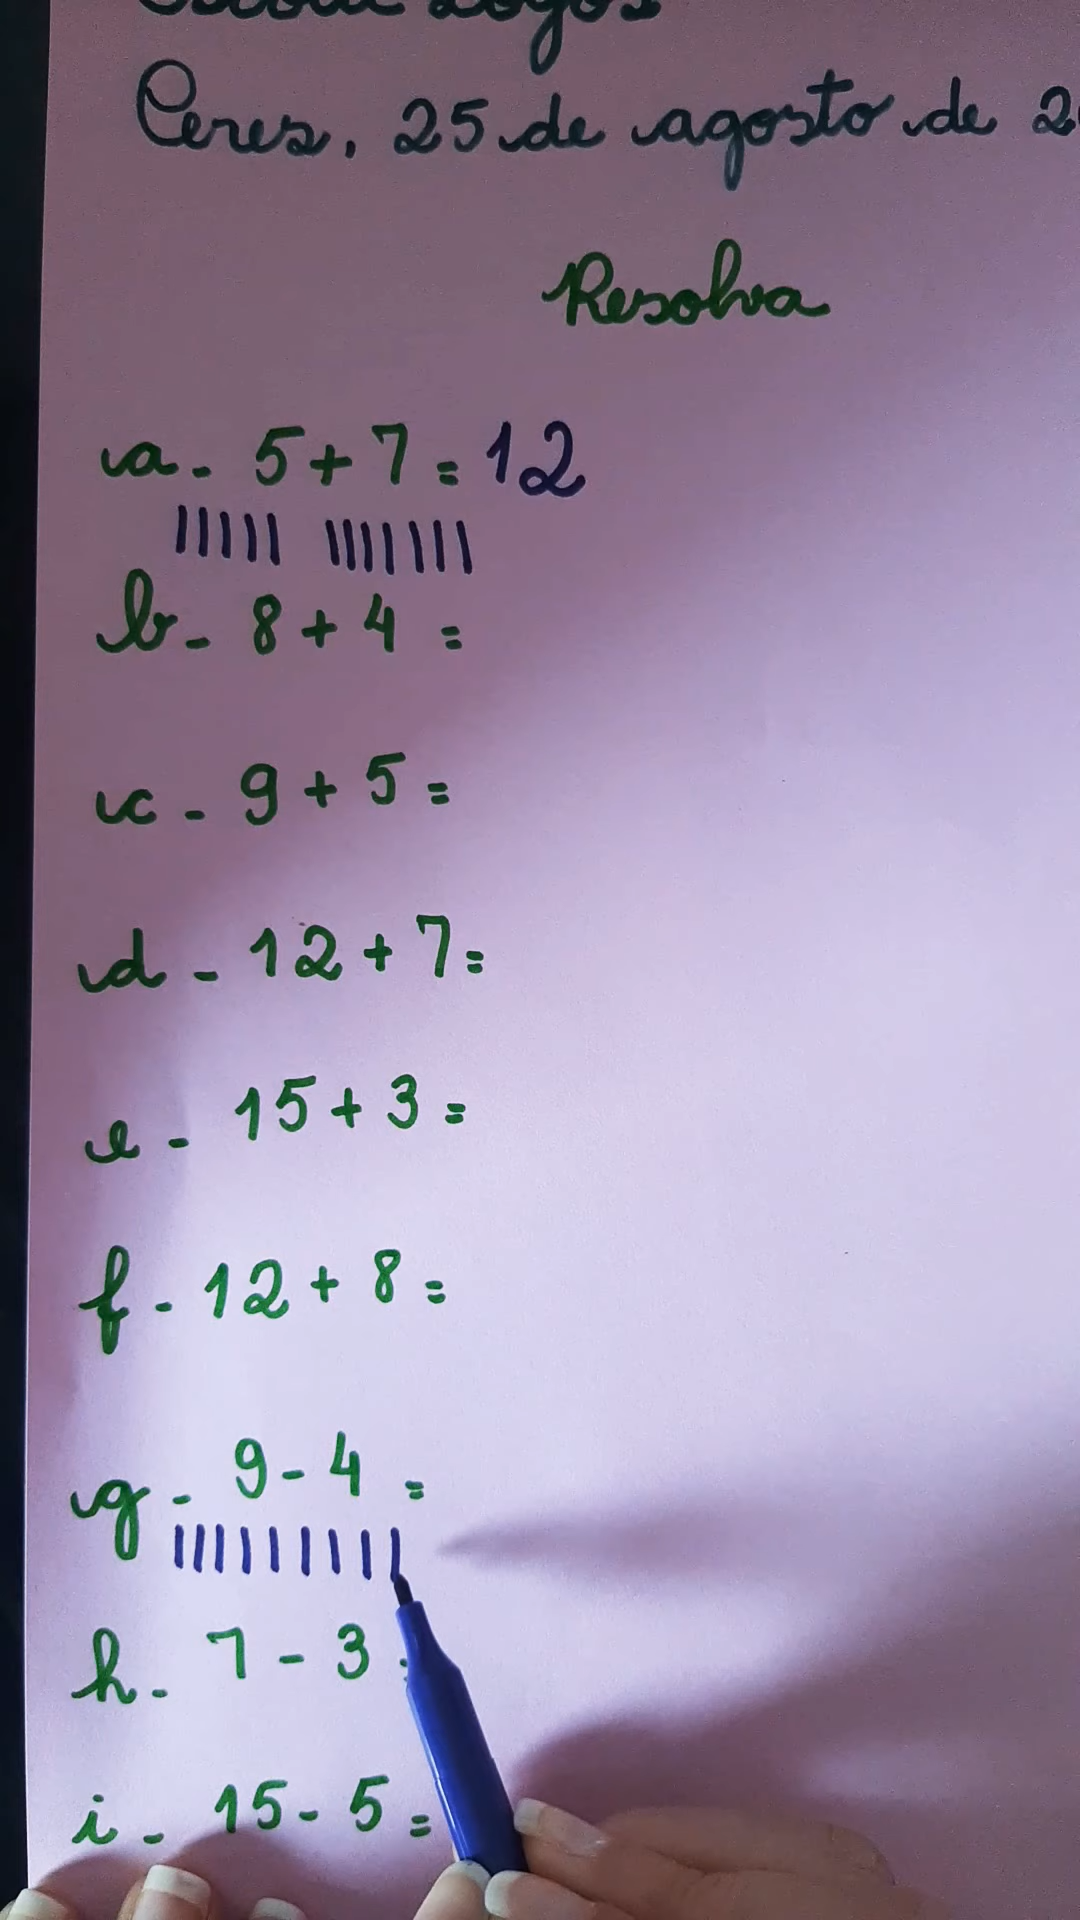 Ceres, 25 de agosto de
Resolva
a - 5 + 7 = 12
b - 8 + 4 =
c - 9 + 5 =
d - 12 + 7 =
e - 15 + 3 =
f - 12 + 8 =
g - 9 - 4 =
h - 7 - 3
i - 15 - 5 =